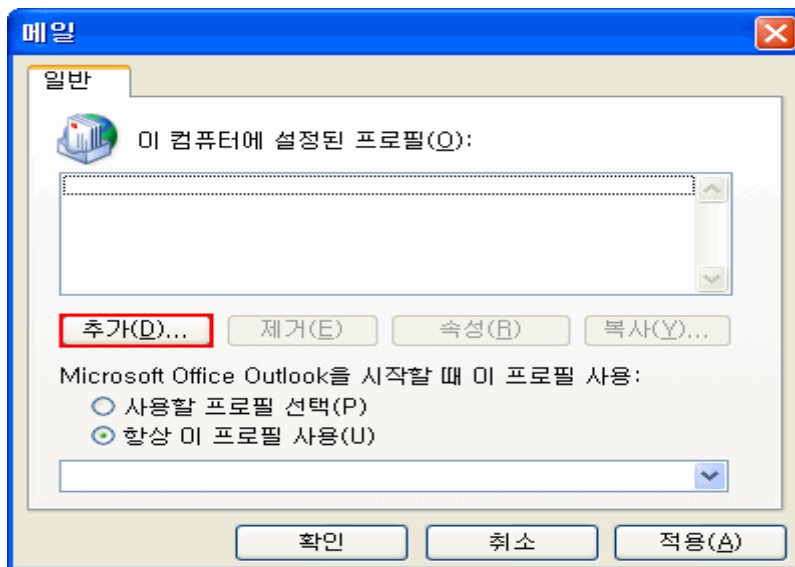 메일
일반
이 컴퓨터에 설정된 프로필(O):
추가(D)... 제거(E) 속성(R) 복사(Y)...
Microsoft Office Outlook을 시작할 때 이 프로필 사용:
사용할 프로필 선택(P)
항상 이 프로필 사용(U)
확인 취소 적용(A)